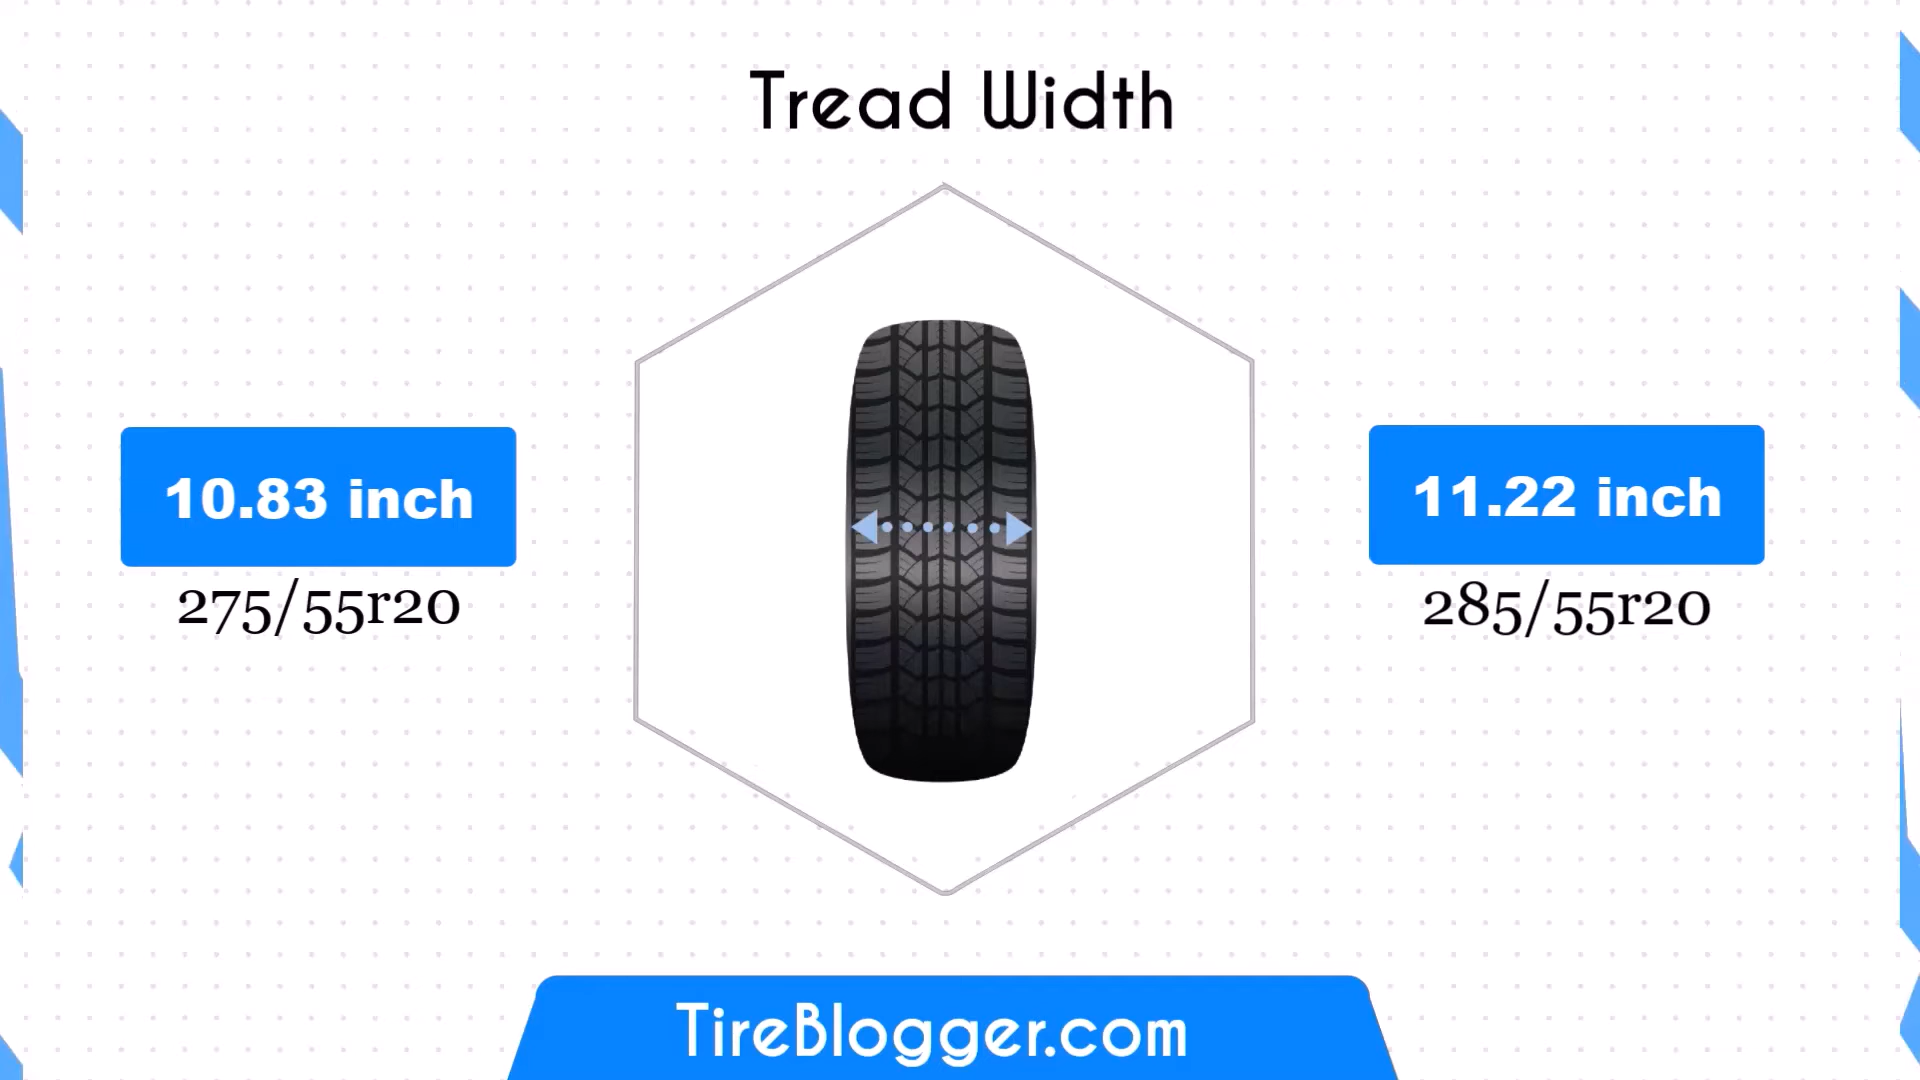 Tread Width
10.83 inch
275/55r20
11.22 inch
285/55r20
TireBlogger.com